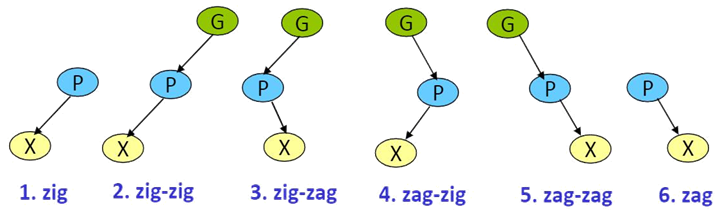 G G G G
P P P P P P
X X X X X X
1. zig 2. zig-zig 3. zig-zag 4. zag-zig 5. zag-zag 6. zag